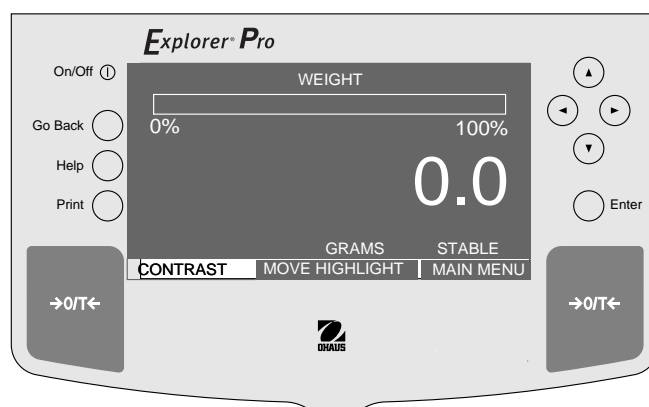 Explorer® Pro
On/Off
WEIGHT
Go Back
0% 100%
Help
0.0
Print
Enter
GRAMS STABLE
CONTRAST MOVE HIGHLIGHT MAIN MENU
→0/T← →0/T←
OHAUS